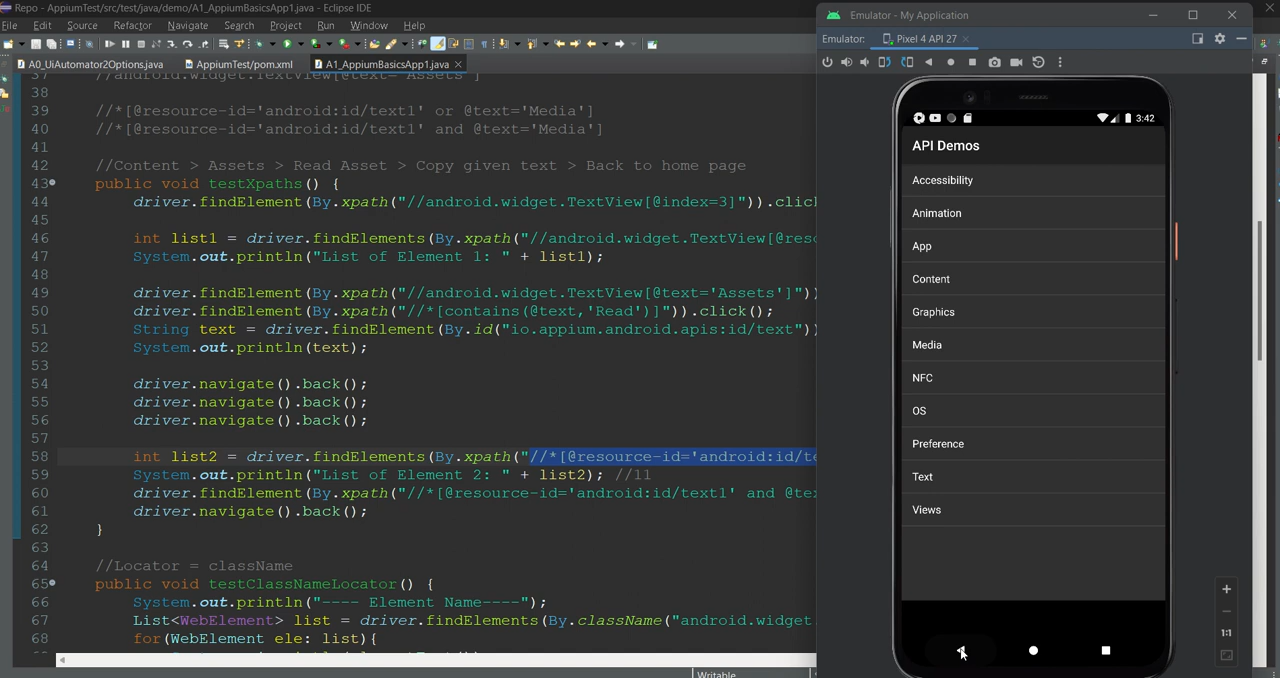 Repo - AppiumTest/src/test/java/demo/A1_AppiumBasicsApp1.java - Eclipse IDE
File Edit Source Refactor Navigate Search Project Run Window Help
A0_UiAutomator2Options.java AppiumTest/pom.xml A1_AppiumBasicsApp1.java
37 //android.widget.TextView[@text='Assets']
38
39 //*[@resource-id='android:id/text1' or @text='Media']
40 //*[@resource-id='android:id/text1' and @text='Media']
41
42 //Content > Assets > Read Asset > Copy given text > Back to home page
43 public void testXpaths() {
44 driver.findElement(By.xpath("//android.widget.TextView[@index=3]")).click
45
46 int list1 = driver.findElements(By.xpath("//android.widget.TextView[@reso
47 System.out.println("List of Element 1: " + list1);
48
49 driver.findElement(By.xpath("//android.widget.TextView[@text='Assets']"))
50 driver.findElement(By.xpath("//*[contains(@text,'Read')]")).click();
51 String text = driver.findElement(By.id("io.appium.android.apis:id/text"))
52 System.out.println(text);
53
54 driver.navigate().back();
55 driver.navigate().back();
56 driver.navigate().back();
57
58 int list2 = driver.findElements(By.xpath("//*[@resource-id='android:id/te
59 System.out.println("List of Element 2: " + list2); //11
60 driver.findElement(By.xpath("//*[@resource-id='android:id/text1' and @tex
61 driver.navigate().back();
62 }
63
64 //Locator = className
65 public void testClassNameLocator() {
66 System.out.println("---- Element Name----");
67 List<WebElement> list = driver.findElements(By.className("android.widget.
68 for(WebElement ele: list){
Writable
Emulator - My Application
Emulator: Pixel 4 API 27
3:42
API Demos
Accessibility
Animation
App
Content
Graphics
Media
NFC
OS
Preference
Text
Views
1:1